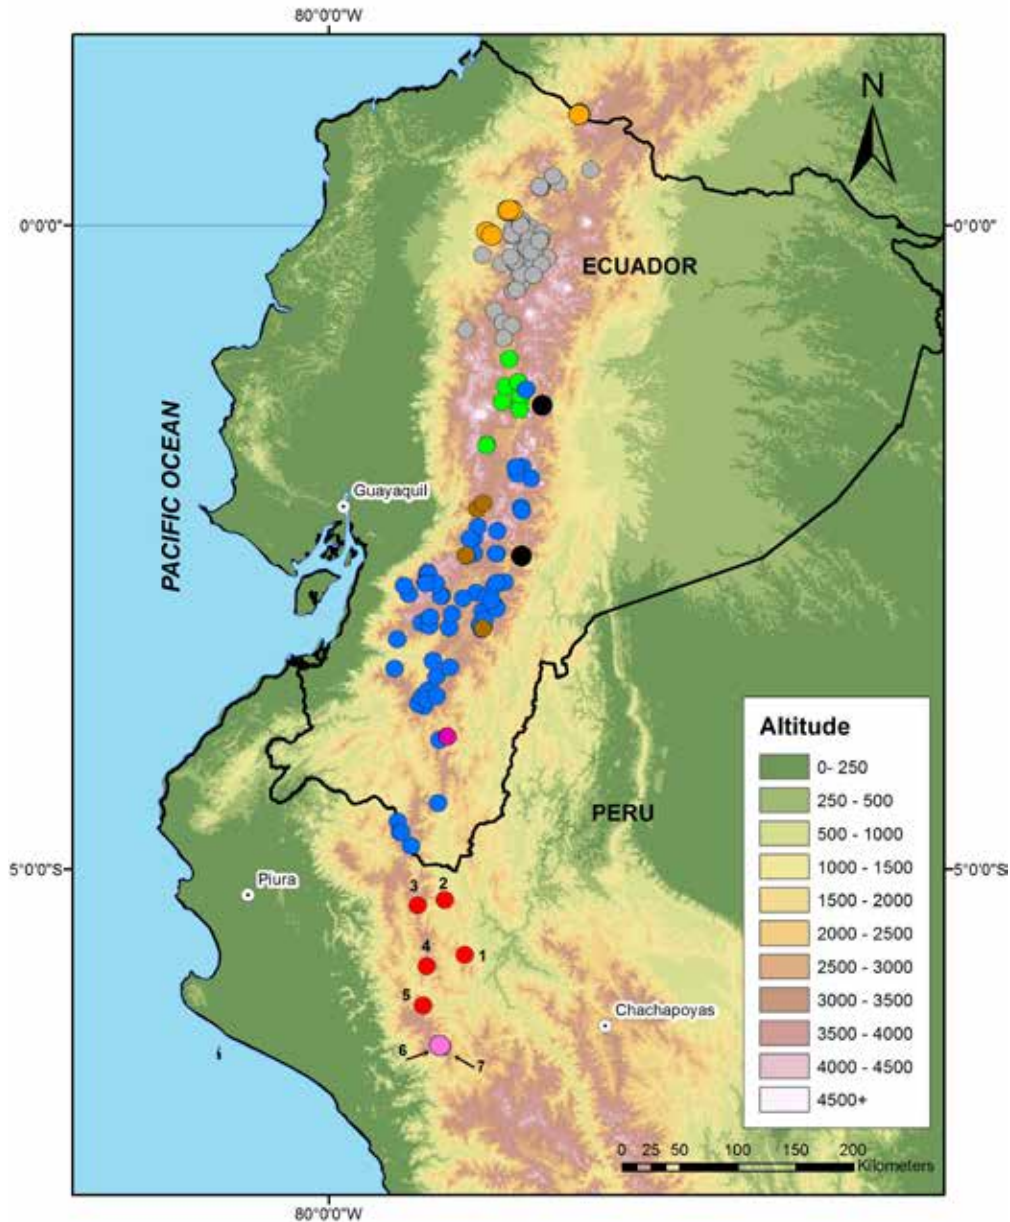 80°0'0"W
N
0°0'0"
0°0'0"
ECUADOR
PACIFIC OCEAN
Guayaquil
Altitude
0- 250
250 - 500
500 - 1000
1000 - 1500
1500 - 2000
2000 - 2500
2500 - 3000
3000 - 3500
3500 - 4000
4000 - 4500
4500+
PERU
5°0'0"S
5°0'0"S
Piura
3
2
4
1
5
Chachapoyas
6
7
0 25 50 100 150 200
Kilometers
80°0'0"W